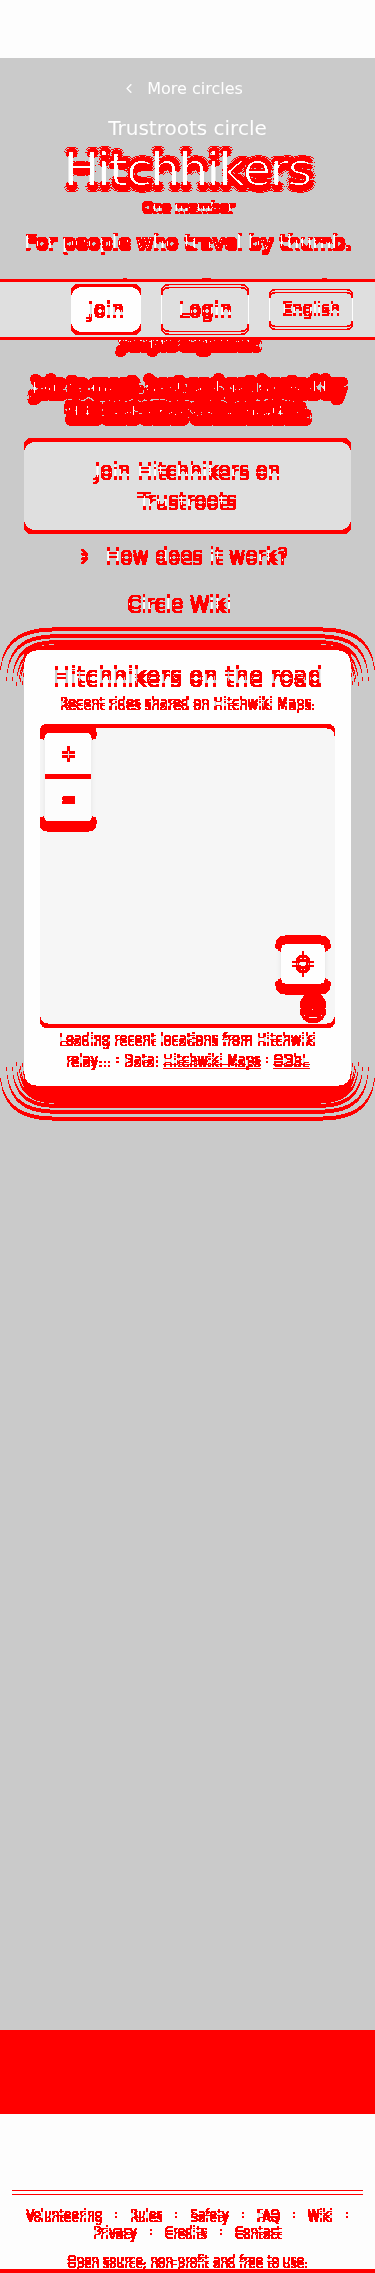 More circles
Trustroots circle
Hitchhikers
One member
For people who travel by thumb.
Join
Login
English
Join Hitchhikers on
Trustroots
How does it work?
Circle Wiki
Hitchhikers on the road
Recent rides shared on Hitchwiki Maps.
+
−
Loading recent locations from Hitchwiki
relay... · Data: Hitchwiki Maps ·
Volunteering · Rules · Safety · FAQ · Wiki ·
Privacy · Credits · Contact
Open source, non-profit and free to use.